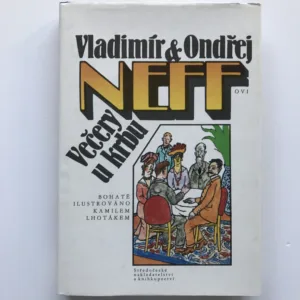 Vladimír & Ondřej
NEFF
OVI
Večery
u krbu
BOHATĚ
ILUSTROVÁNO
KAMILEM
LHOTÁKEM
Středočeské
nakladatelství
a knihkupectví